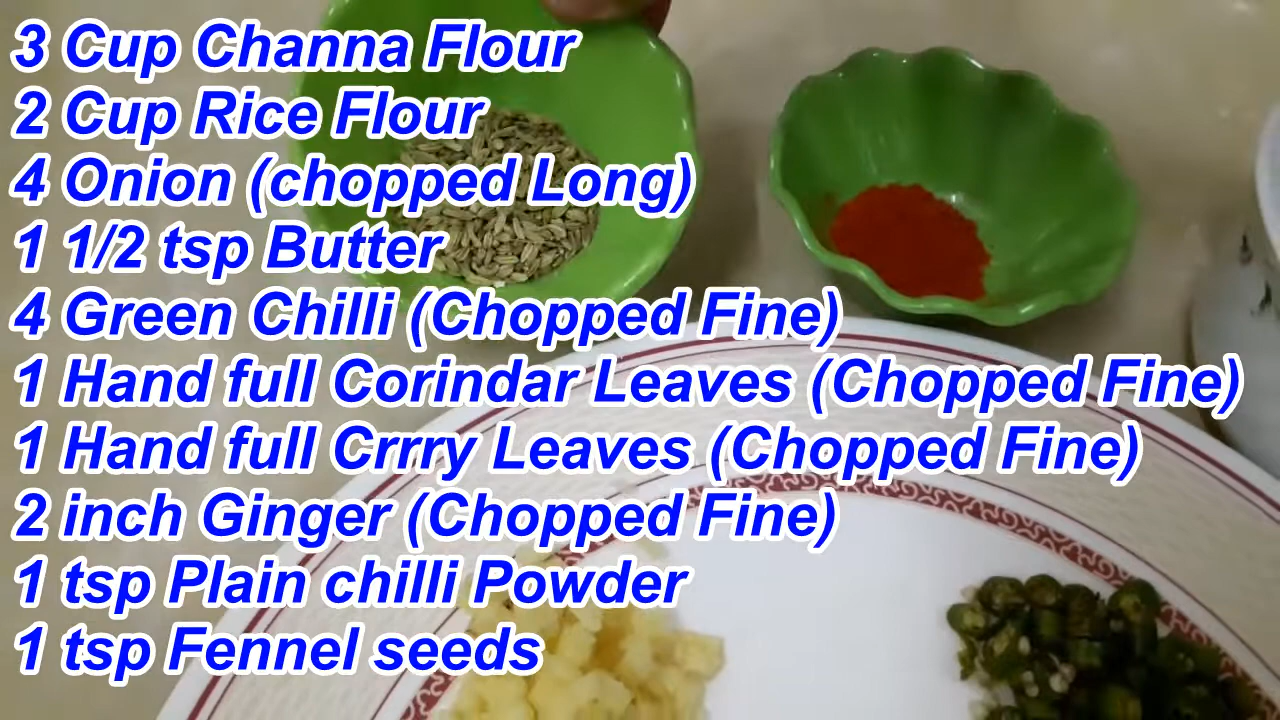 3 Cup Channa Flour
2 Cup Rice Flour
4 Onion (chopped Long)
1 1/2 tsp Butter
4 Green Chilli (Chopped Fine)
1 Hand full Corindar Leaves (Chopped Fine)
1 Hand full Crrry Leaves (Chopped Fine)
2 inch Ginger (Chopped Fine)
1 tsp Plain chilli Powder
1 tsp Fennel seeds